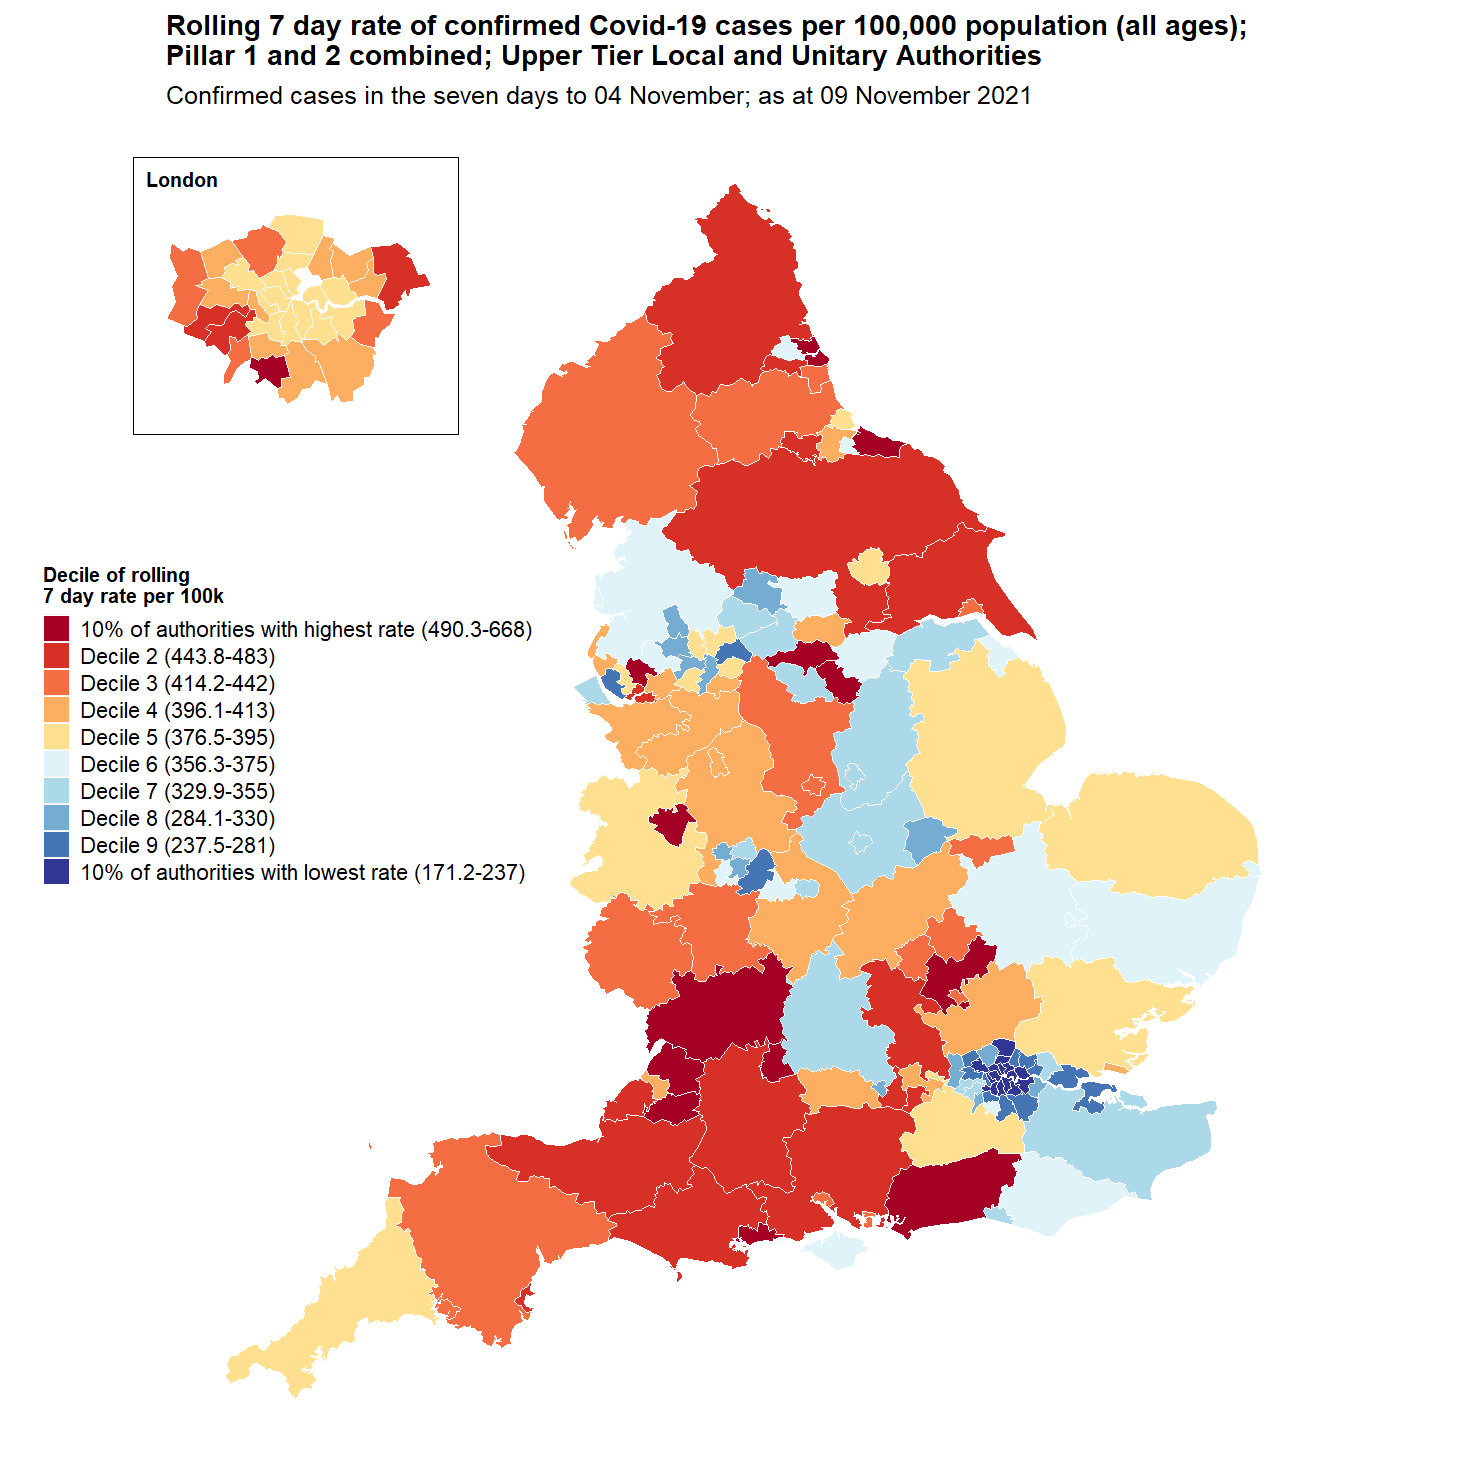 Rolling 7 day rate of confirmed Covid-19 cases per 100,000 population (all ages);
Pillar 1 and 2 combined; Upper Tier Local and Unitary Authorities
Confirmed cases in the seven days to 04 November; as at 09 November 2021
London
Decile of rolling
7 day rate per 100k
10% of authorities with highest rate (490.3-668)
Decile 2 (443.8-483)
Decile 3 (414.2-442)
Decile 4 (396.1-413)
Decile 5 (376.5-395)
Decile 6 (356.3-375)
Decile 7 (329.9-355)
Decile 8 (284.1-330)
Decile 9 (237.5-281)
10% of authorities with lowest rate (171.2-237)